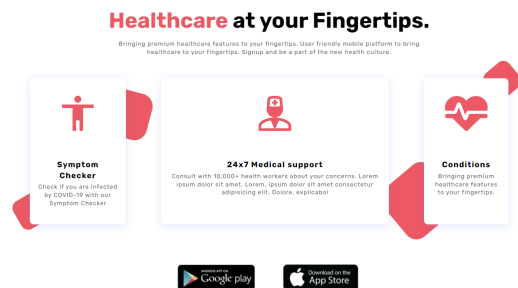 Healthcare at your Fingertips.
Bringing premium healthcare features to your fingertips. User friendly mobile platform to bring
healthcare to your fingertips. Signup and be a part of the new health culture.
Symptom
Checker
Check if you are infected
by COVID-19 with our
Symptom Checker
24x7 Medical support
Consult with 10,000+ health workers about your concerns. Lorem
ipsum dolor sit amet. Lorem, ipsum dolor sit amet consectetur
adipisicing elit. Dolore, explicabo!
Conditions
Bringing premium
healthcare features
to your fingertips.
ANDROID APP ON
Google play
Download on the
App Store